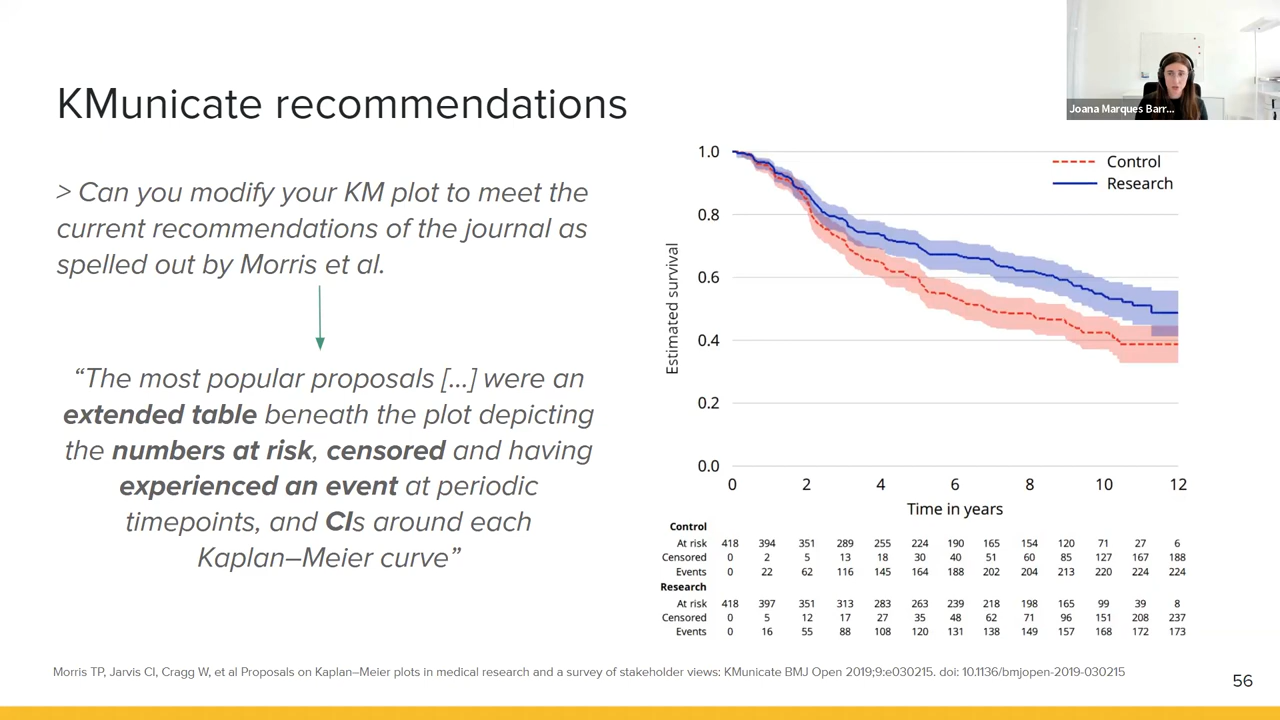 KMunicate recommendations
Joana Marques Barr...
> Can you modify your KM plot to meet the
current recommendations of the journal as
spelled out by Morris et al.
“The most popular proposals [...] were an
extended table beneath the plot depicting
the numbers at risk, censored and having
experienced an event at periodic
timepoints, and CIs around each
Kaplan–Meier curve”
Control
Research
Estimated survival
1.0
0.8
0.6
0.4
0.2
0.0
0 2 4 6 8 10 12
Time in years
Control
At risk 418 394 351 289 255 224 190 165 154 120 71 27 6
Censored 0 2 5 13 18 30 40 51 60 85 127 167 188
Events 0 22 62 116 145 164 188 202 204 213 220 224 224
Research
At risk 418 397 351 313 283 263 239 218 198 165 99 39 8
Censored 0 5 12 17 27 35 48 62 71 96 151 208 237
Events 0 16 55 88 108 120 131 138 149 157 168 172 173
Morris TP, Jarvis CI, Cragg W, et al Proposals on Kaplan–Meier plots in medical research and a survey of stakeholder views: KMunicate BMJ Open 2019;9:e030215. doi: 10.1136/bmjopen-2019-030215
56